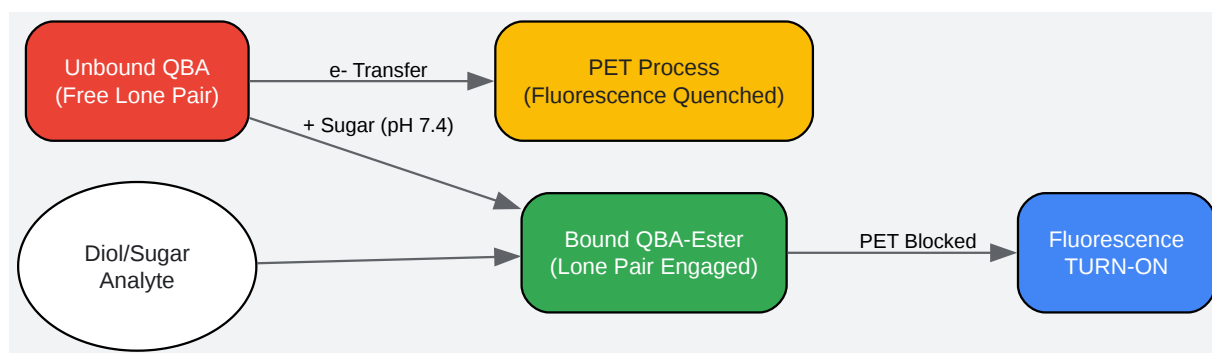 Unbound QBA
(Free Lone Pair)
e- Transfer
PET Process
(Fluorescence Quenched)
+ Sugar (pH 7.4)
Diol/Sugar
Analyte
Bound QBA-Ester
(Lone Pair Engaged)
PET Blocked
Fluorescence
TURN-ON